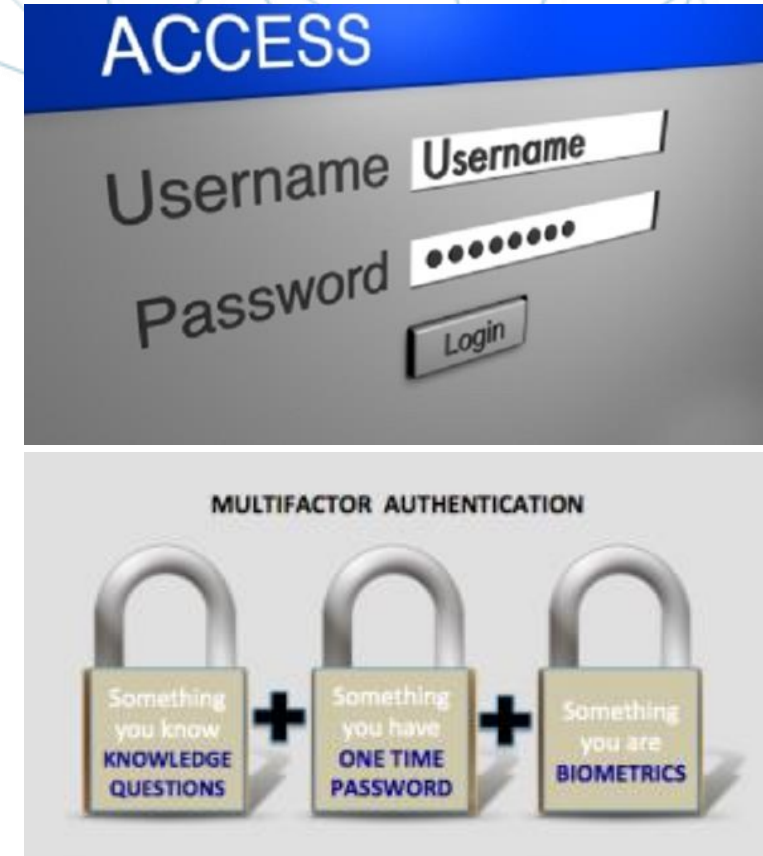 ACCESS
Username Username
Password ••••••••
Login
MULTIFACTOR AUTHENTICATION
Something
you know
KNOWLEDGE
QUESTIONS
Something
you have
ONE TIME
PASSWORD
Something
you are
BIOMETRICS